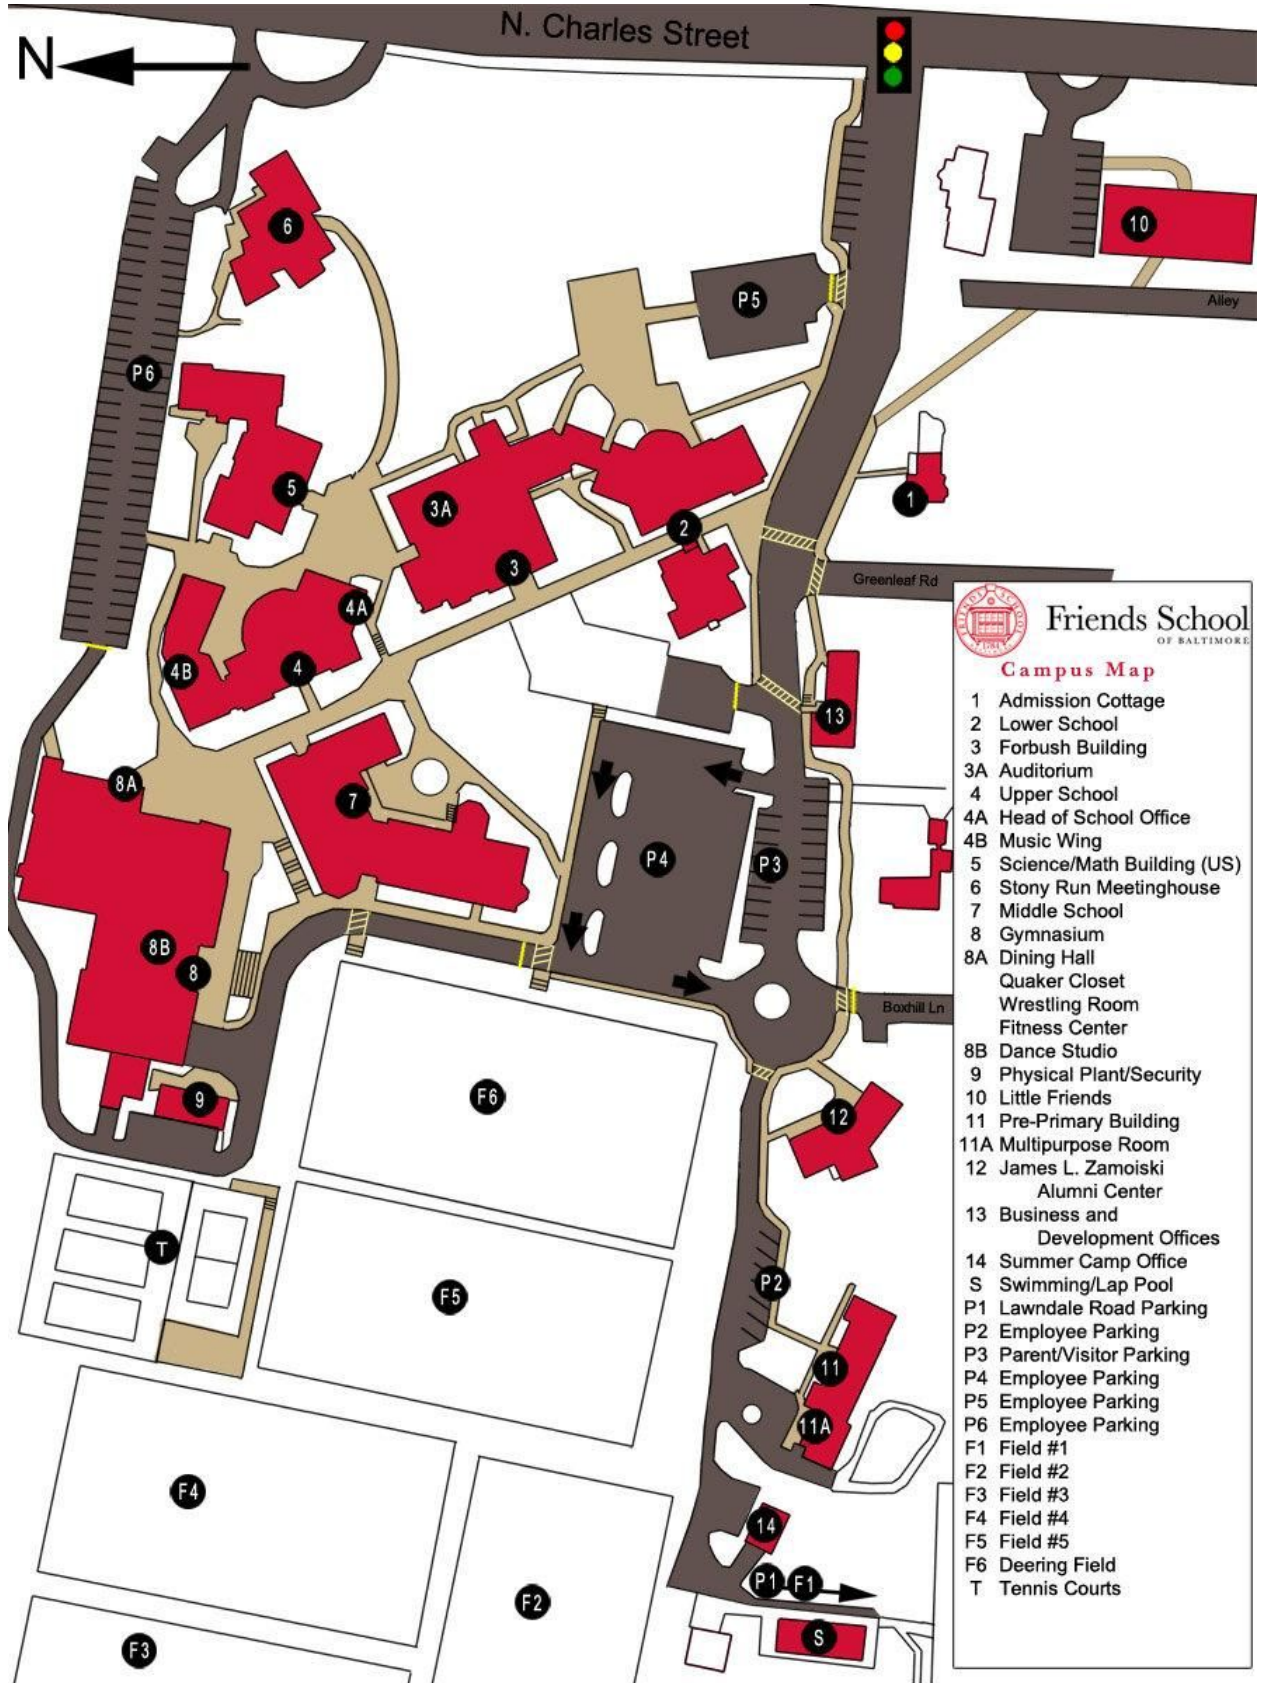 N. Charles Street
N
6
10
P5
Alley
P6
5
3A
1
2
3
Greenleaf Rd
4A
4
4B
13
8A
7
P4
P3
8B
8
Boxhill Ln
9
F6
12
T
F5
P2
11
11A
F4
14
P1
F1
F2
F3
S
Friends School
OF BALTIMORE
Campus Map
1 Admission Cottage
2 Lower School
3 Forbush Building
3A Auditorium
4 Upper School
4A Head of School Office
4B Music Wing
5 Science/Math Building (US)
6 Stony Run Meetinghouse
7 Middle School
8 Gymnasium
8A Dining Hall
Quaker Closet
Wrestling Room
Fitness Center
8B Dance Studio
9 Physical Plant/Security
10 Little Friends
11 Pre-Primary Building
11A Multipurpose Room
12 James L. Zamoiski
Alumni Center
13 Business and
Development Offices
14 Summer Camp Office
S Swimming/Lap Pool
P1 Lawndale Road Parking
P2 Employee Parking
P3 Parent/Visitor Parking
P4 Employee Parking
P5 Employee Parking
P6 Employee Parking
F1 Field #1
F2 Field #2
F3 Field #3
F4 Field #4
F5 Field #5
F6 Deering Field
T Tennis Courts